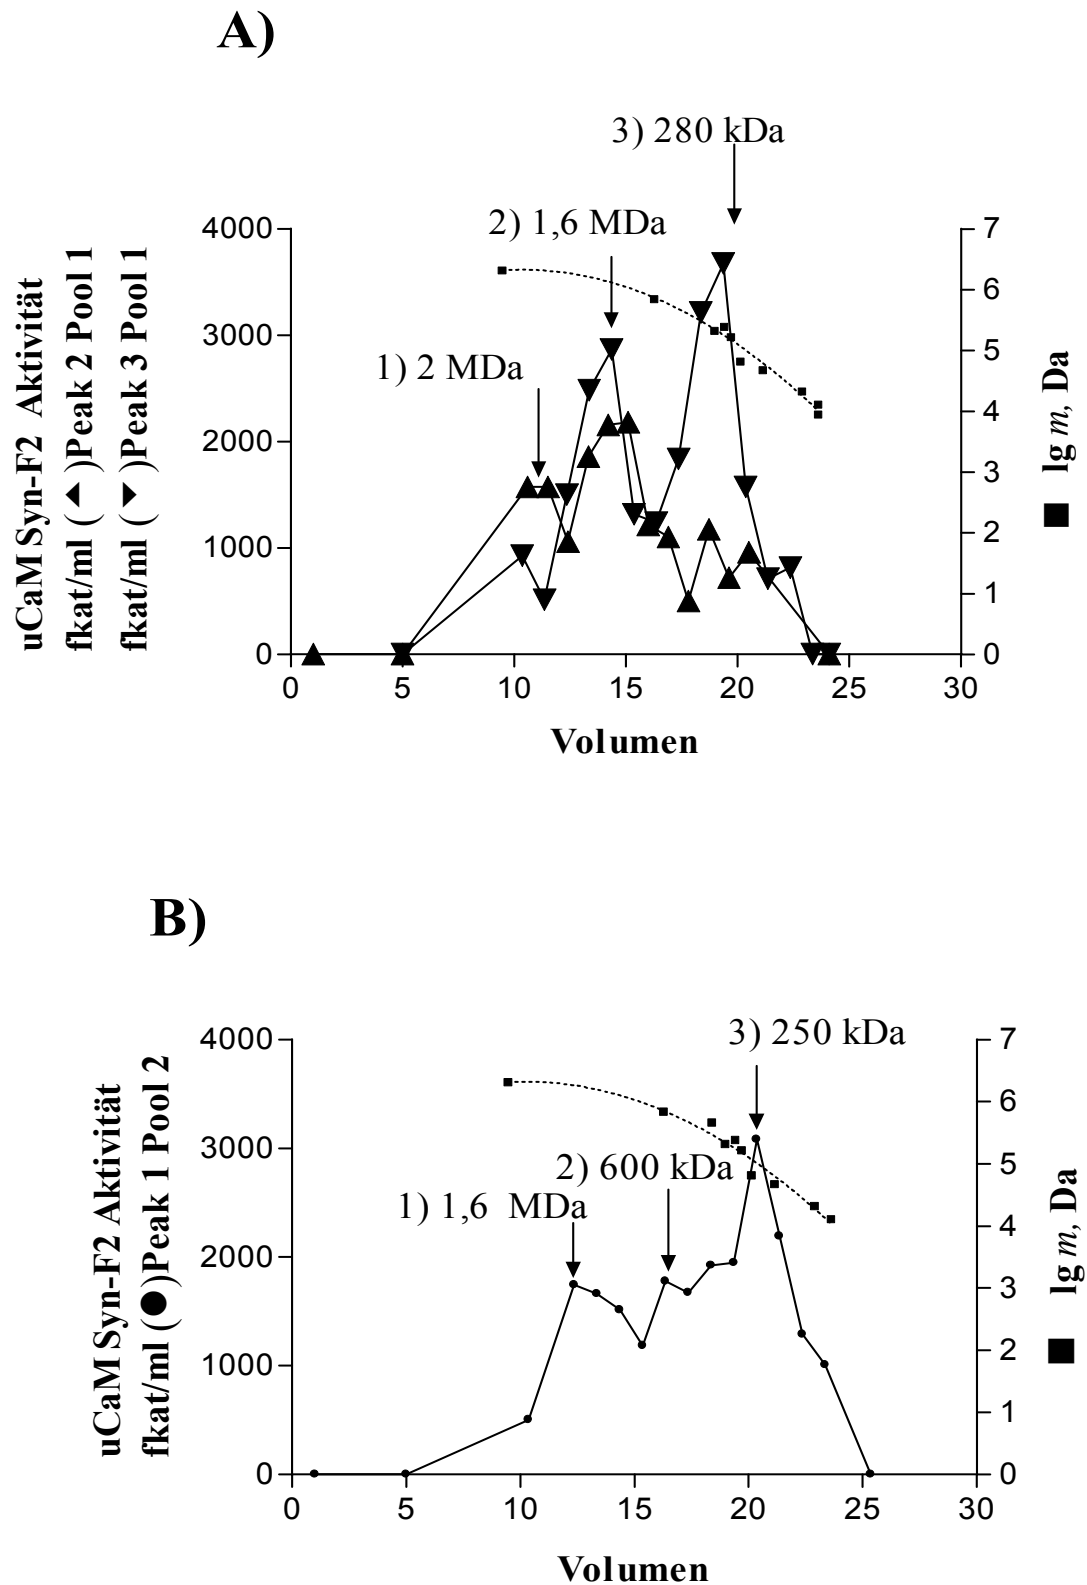 A)
3) 280 kDa
2) 1,6 MDa
1) 2 MDa
uCaM Syn-F2 Aktivität
fkat/ml (▲)Peak 2 Pool 1
fkat/ml (▼)Peak 3 Pool 1
4000
3000
2000
1000
0
7
6
5
4
3
2
1
0
■ lg m, Da
0 5 10 15 20 25 30
Volumen
B)
3) 250 kDa
2) 600 kDa
1) 1,6 MDa
uCaM Syn-F2 Aktivität
fkat/ml (●)Peak 1 Pool 2
4000
3000
2000
1000
0
7
6
5
4
3
2
1
0
■ lg m, Da
0 5 10 15 20 25 30
Volumen